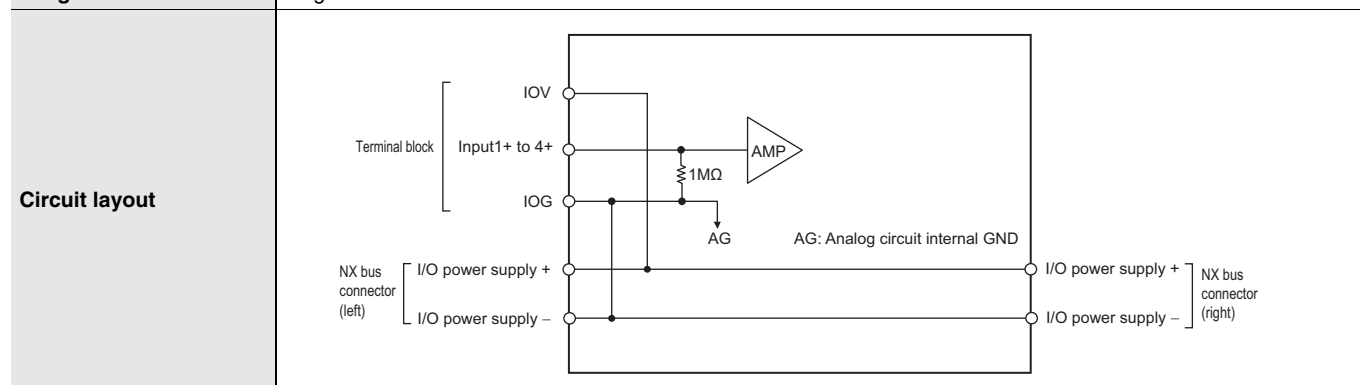 Circuit layout
IOV
Terminal block
Input1+ to 4+
AMP
1MΩ
IOG
AG
AG: Analog circuit internal GND
NX bus
connector
(left)
I/O power supply +
I/O power supply −
I/O power supply +
I/O power supply −
NX bus
connector
(right)